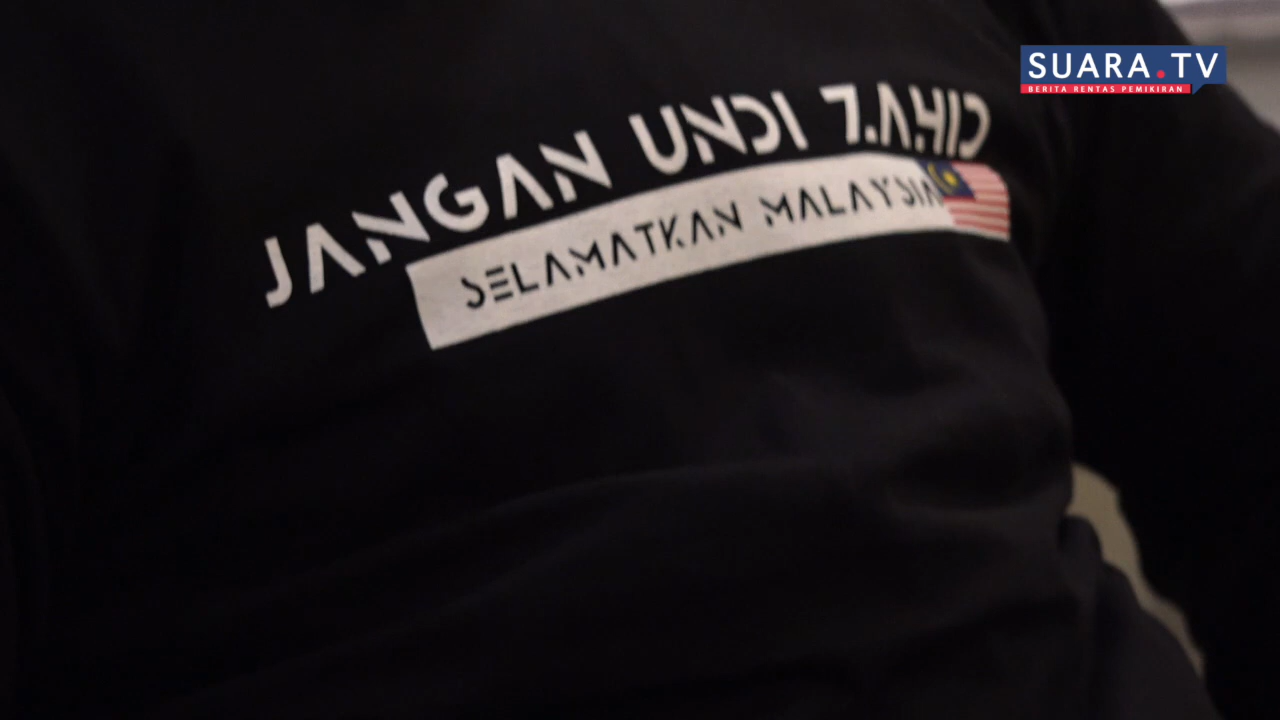 SUARA.TV
BERITA RENTAS PEMIKIRAN
JANGAN UNDI ZAHID
SELAMATKAN MALAYSIA